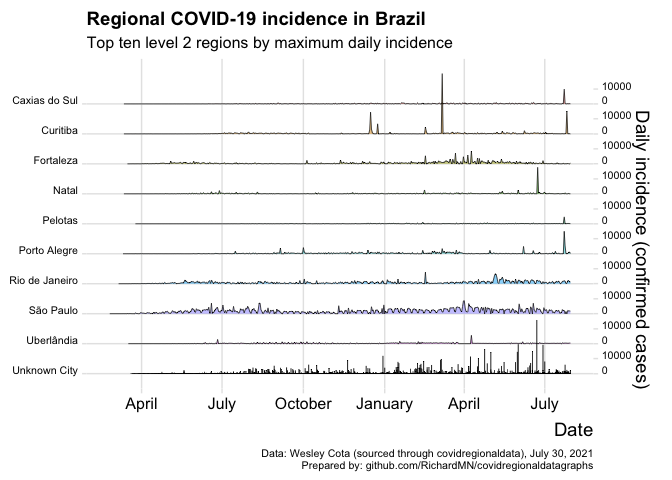 Regional COVID-19 incidence in Brazil
Top ten level 2 regions by maximum daily incidence
Caxias do Sul
10000
0
Curitiba
10000
0
Fortaleza
10000
0
Natal
10000
0
Pelotas
10000
0
Porto Alegre
10000
0
Rio de Janeiro
10000
0
São Paulo
10000
0
Uberlândia
10000
0
Unknown City
10000
0
Daily incidence (confirmed cases)
April July October January April July
Date
Data: Wesley Cota (sourced through covidregionaldata), July 30, 2021
Prepared by: github.com/RichardMN/covidregionaldatagraphs